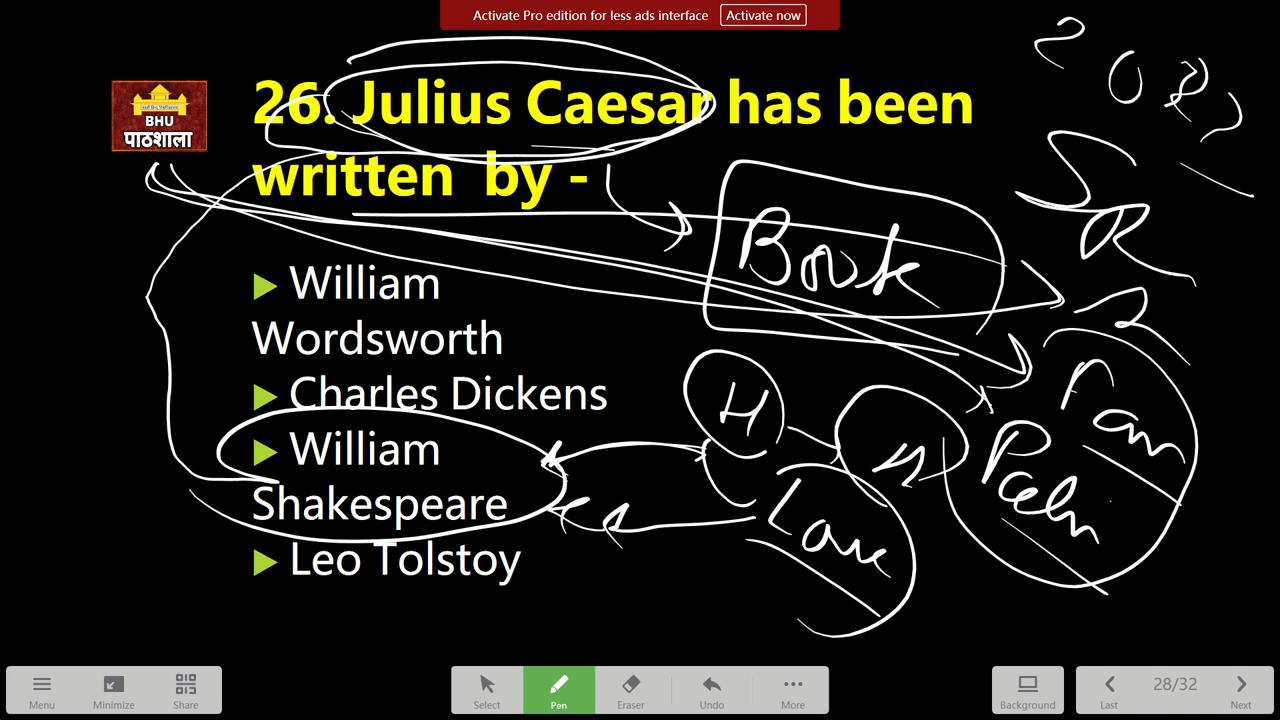 Activate Pro edition for less ads interface Activate now
BHU
पाठशाला
26. Julius Caesar has been
written by -
William
Wordsworth
Charles Dickens
William
Shakespeare
Leo Tolstoy
Book
H
Love
Menu Minimize Share Select Pen Eraser Undo More Background Last 28/32 Next